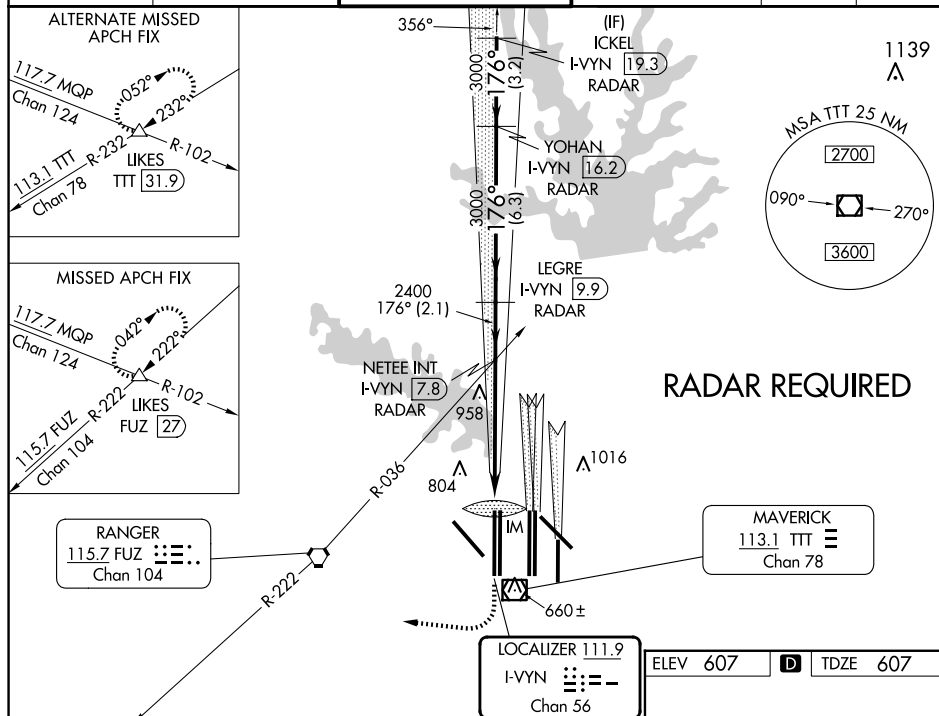 ALTERNATE MISSED
APCH FIX
117.7 MQP
Chan 124
052°
232°
R-232
R-102
113.1 TTT
Chan 78
LIKES
TTT 31.9
MISSED APCH FIX
117.7 MQP
Chan 124
042°
222°
R-222
R-102
115.7 FUZ
Chan 104
LIKES
FUZ 27
356°
3000
176°
(3.2)
(IF)
ICKEL
I-VYN 19.3
RADAR
YOHAN
I-VYN 16.2
RADAR
3000
176°
(6.3)
LEGRE
I-VYN 9.9
RADAR
2400
176° (2.1)
NETEE INT
I-VYN 7.8
RADAR
958
804
1016
1139
MSA TTT 25 NM
2700
090°
270°
3600
RADAR REQUIRED
R-036
R-222
IM
RANGER
115.7 FUZ
Chan 104
MAVERICK
113.1 TTT
Chan 78
660 ±
LOCALIZER 111.9
I-VYN
Chan 56
ELEV 607 D TDZE 607